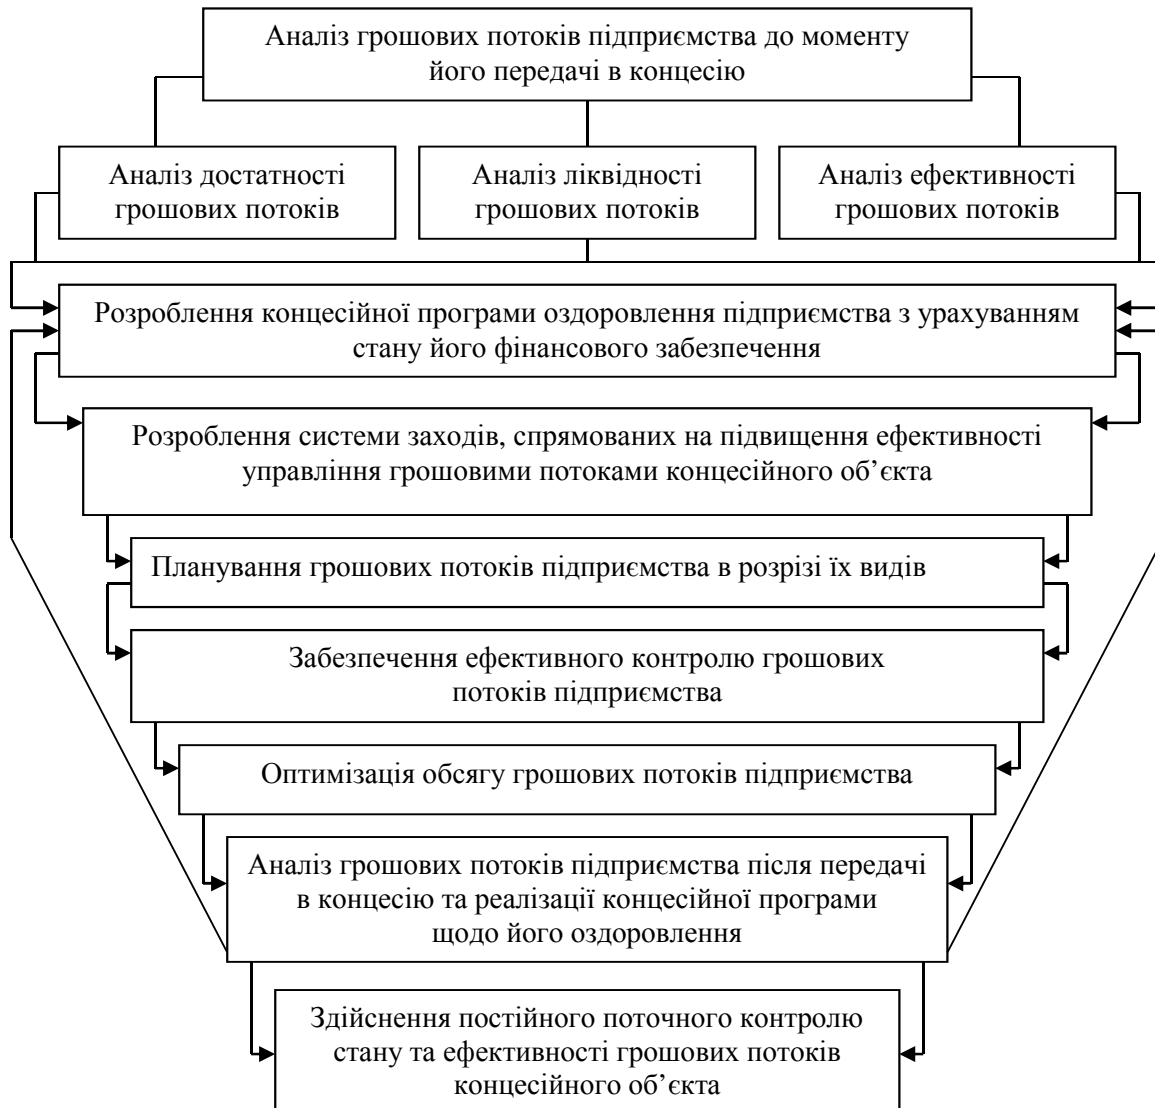 Аналіз грошових потоків підприємства до моменту
його передачі в концесію
Аналіз достатності
грошових потоків
Аналіз ліквідності
грошових потоків
Аналіз ефективності
грошових потоків
Розроблення концесійної програми оздоровлення підприємства з урахуванням
стану його фінансового забезпечення
Розроблення системи заходів, спрямованих на підвищення ефективності
управління грошовими потоками концесійного об’єкта
Планування грошових потоків підприємства в розрізі їх видів
Забезпечення ефективного контролю грошових
потоків підприємства
Оптимізація обсягу грошових потоків підприємства
Аналіз грошових потоків підприємства після передачі
в концесію та реалізації концесійної програми
щодо його оздоровлення
Здійснення постійного поточного контролю
стану та ефективності грошових потоків
концесійного об’єкта